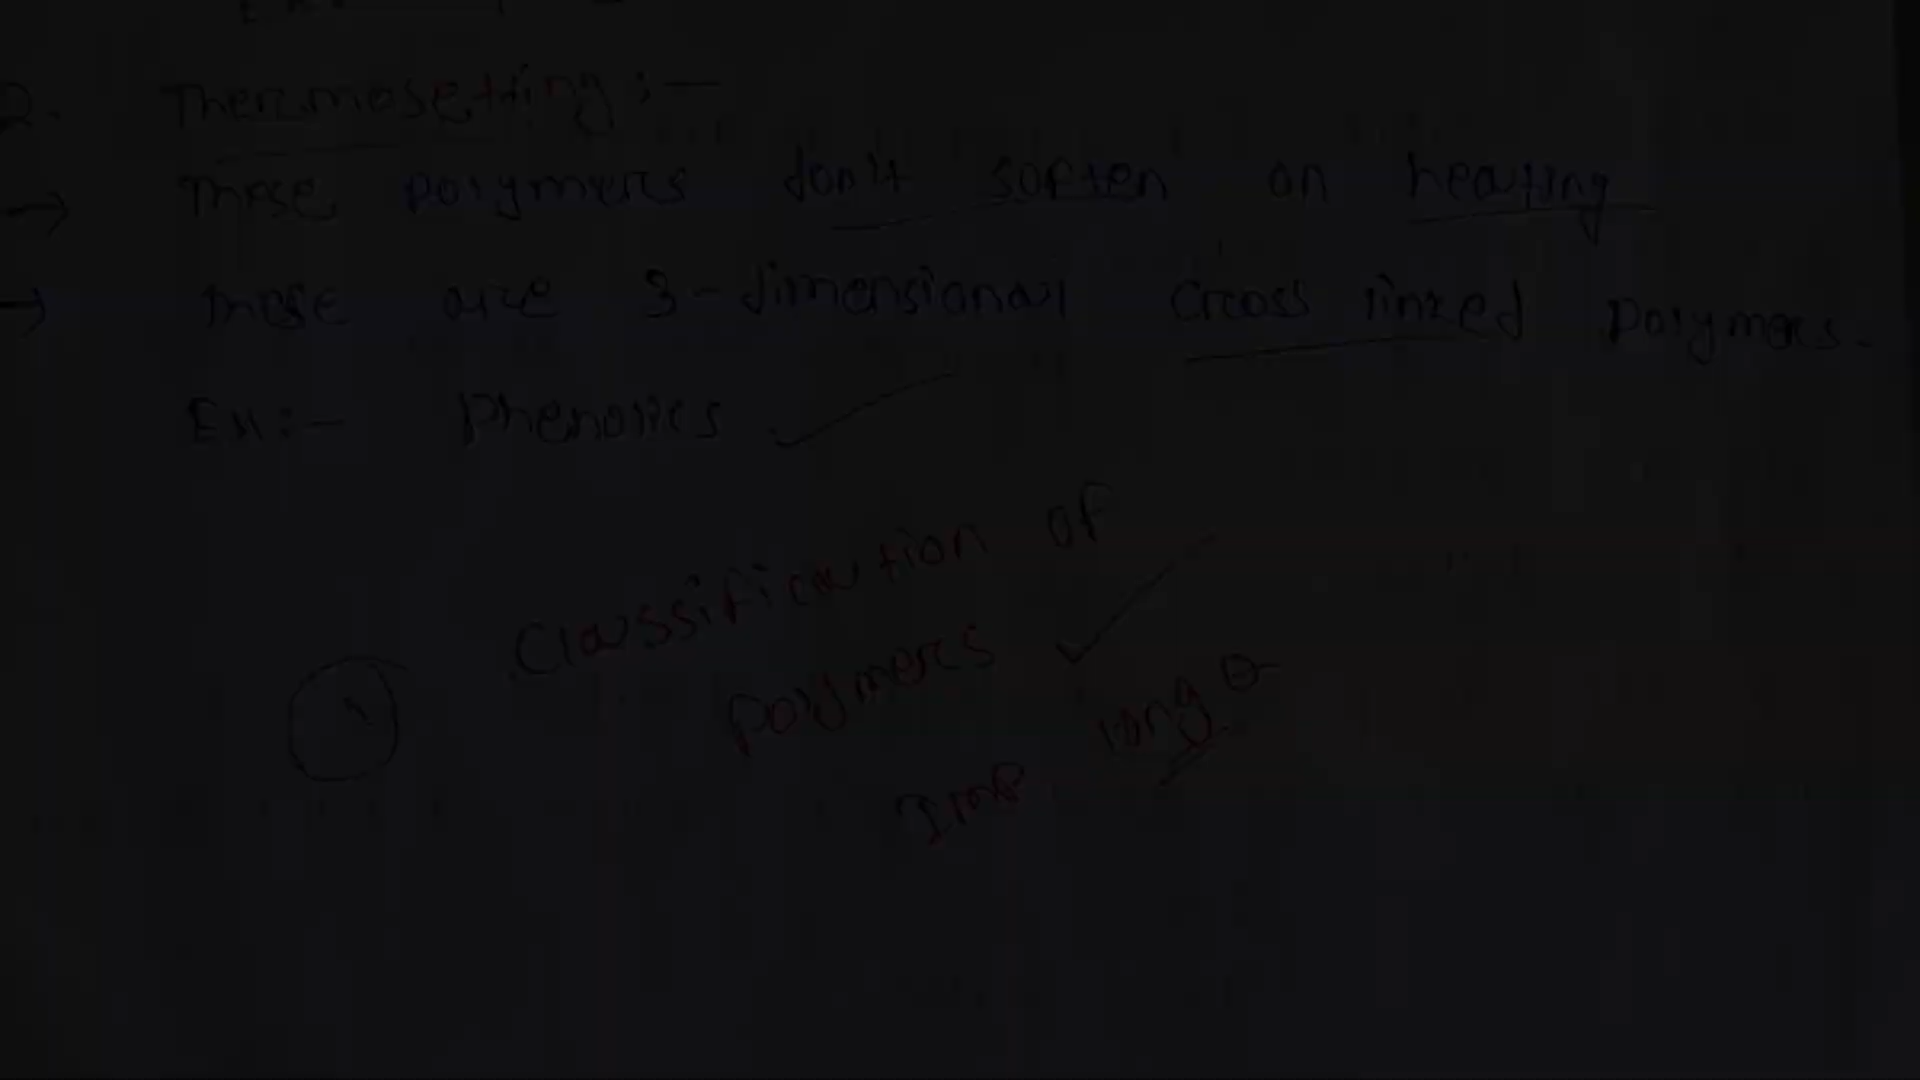 2. Thermosetting :-
→ These polymers don't soften on heating
→ These are 3-dimensional cross linked polymers.
Ex :- Phenolics ✓
Classification of
polymers ✓
Imp long Q